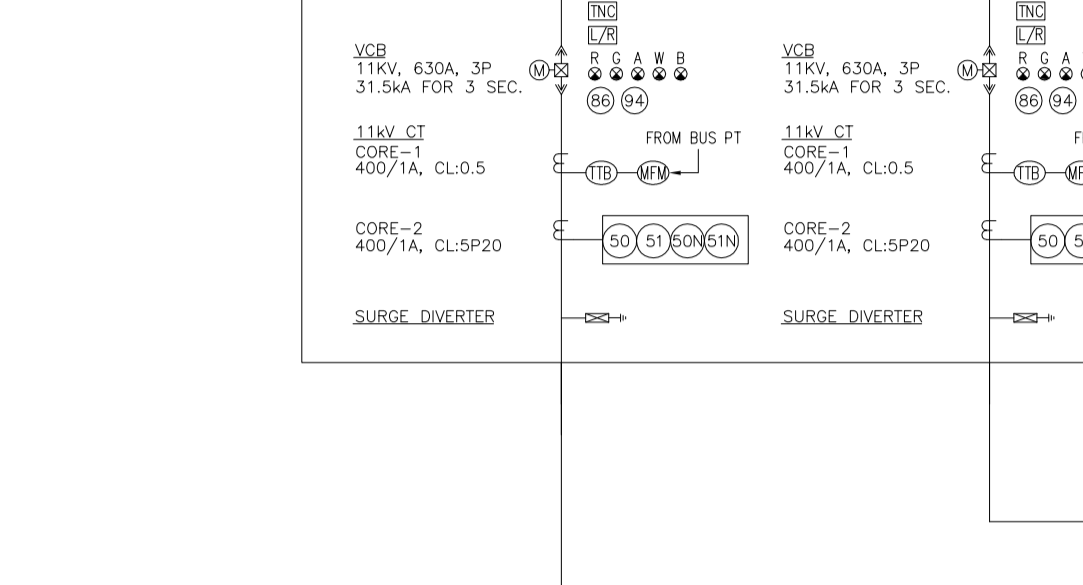 TNC
L/R
VCB
11KV, 630A, 3P
31.5kA FOR 3 SEC.
M
R G A W B
86 94
11kV CT
CORE-1
400/1A, CL:0.5
FROM BUS PT
TTB MFM
CORE-2
400/1A, CL:5P20
50 51 50N 51N
SURGE DIVERTER
TNC
L/R
VCB
11KV, 630A, 3P
31.5kA FOR 3 SEC.
M
R G A
86 94
11kV CT
CORE-1
400/1A, CL:0.5
TTB
CORE-2
400/1A, CL:5P20
50
SURGE DIVERTER